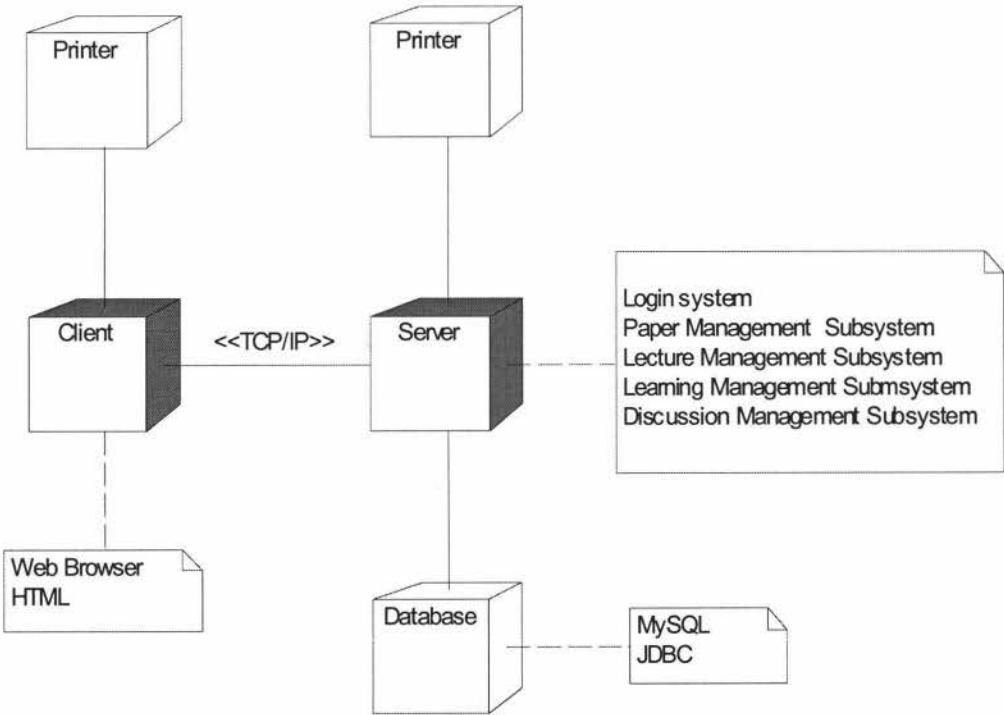 Printer
Printer
Client
<<TCP/IP>>
Server
Login system
Paper Management Subsystem
Lecture Management Subsystem
Learning Management Submsystem
Discussion Management Subsystem
Web Browser
HTML
Database
MySQL
JDBC